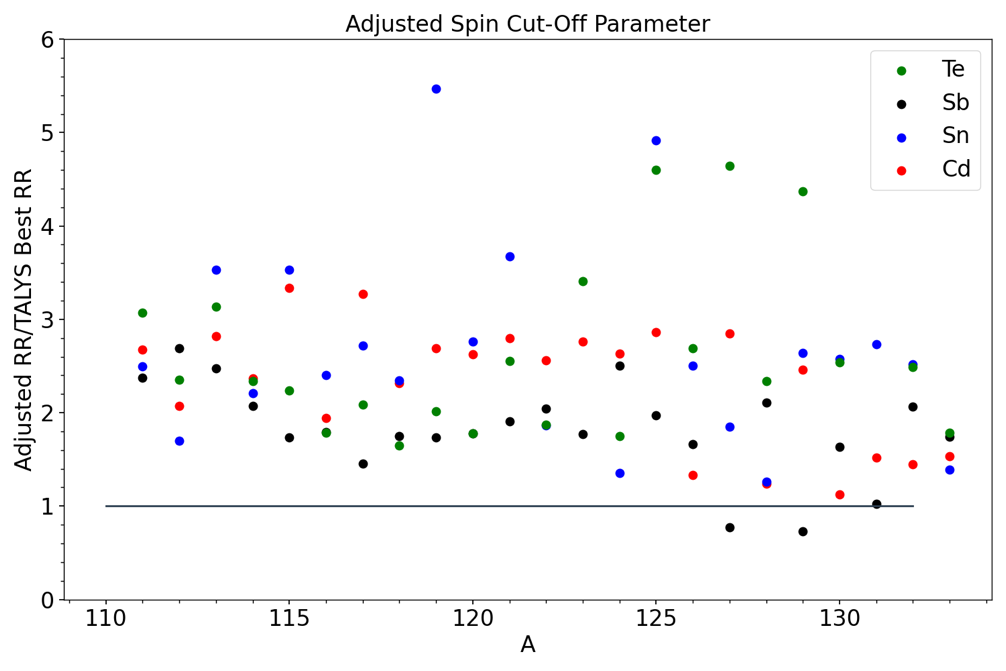 Adjusted Spin Cut-Off Parameter
Adjusted RR/TALYS Best RR
6
5
4
3
2
1
0
Te
Sb
Sn
Cd
110 115 120 125 130
A